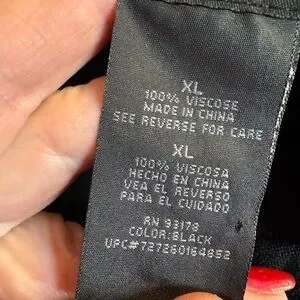 XL
100% VISCOSE
MADE IN CHINA
SEE REVERSE FOR CARE
XL
100% VISCOSA
HECHO EN CHINA
VEA EL REVERSO
PARA EL CUIDADO
RN 93178
COLOR:BLACK
UPC#727260164652